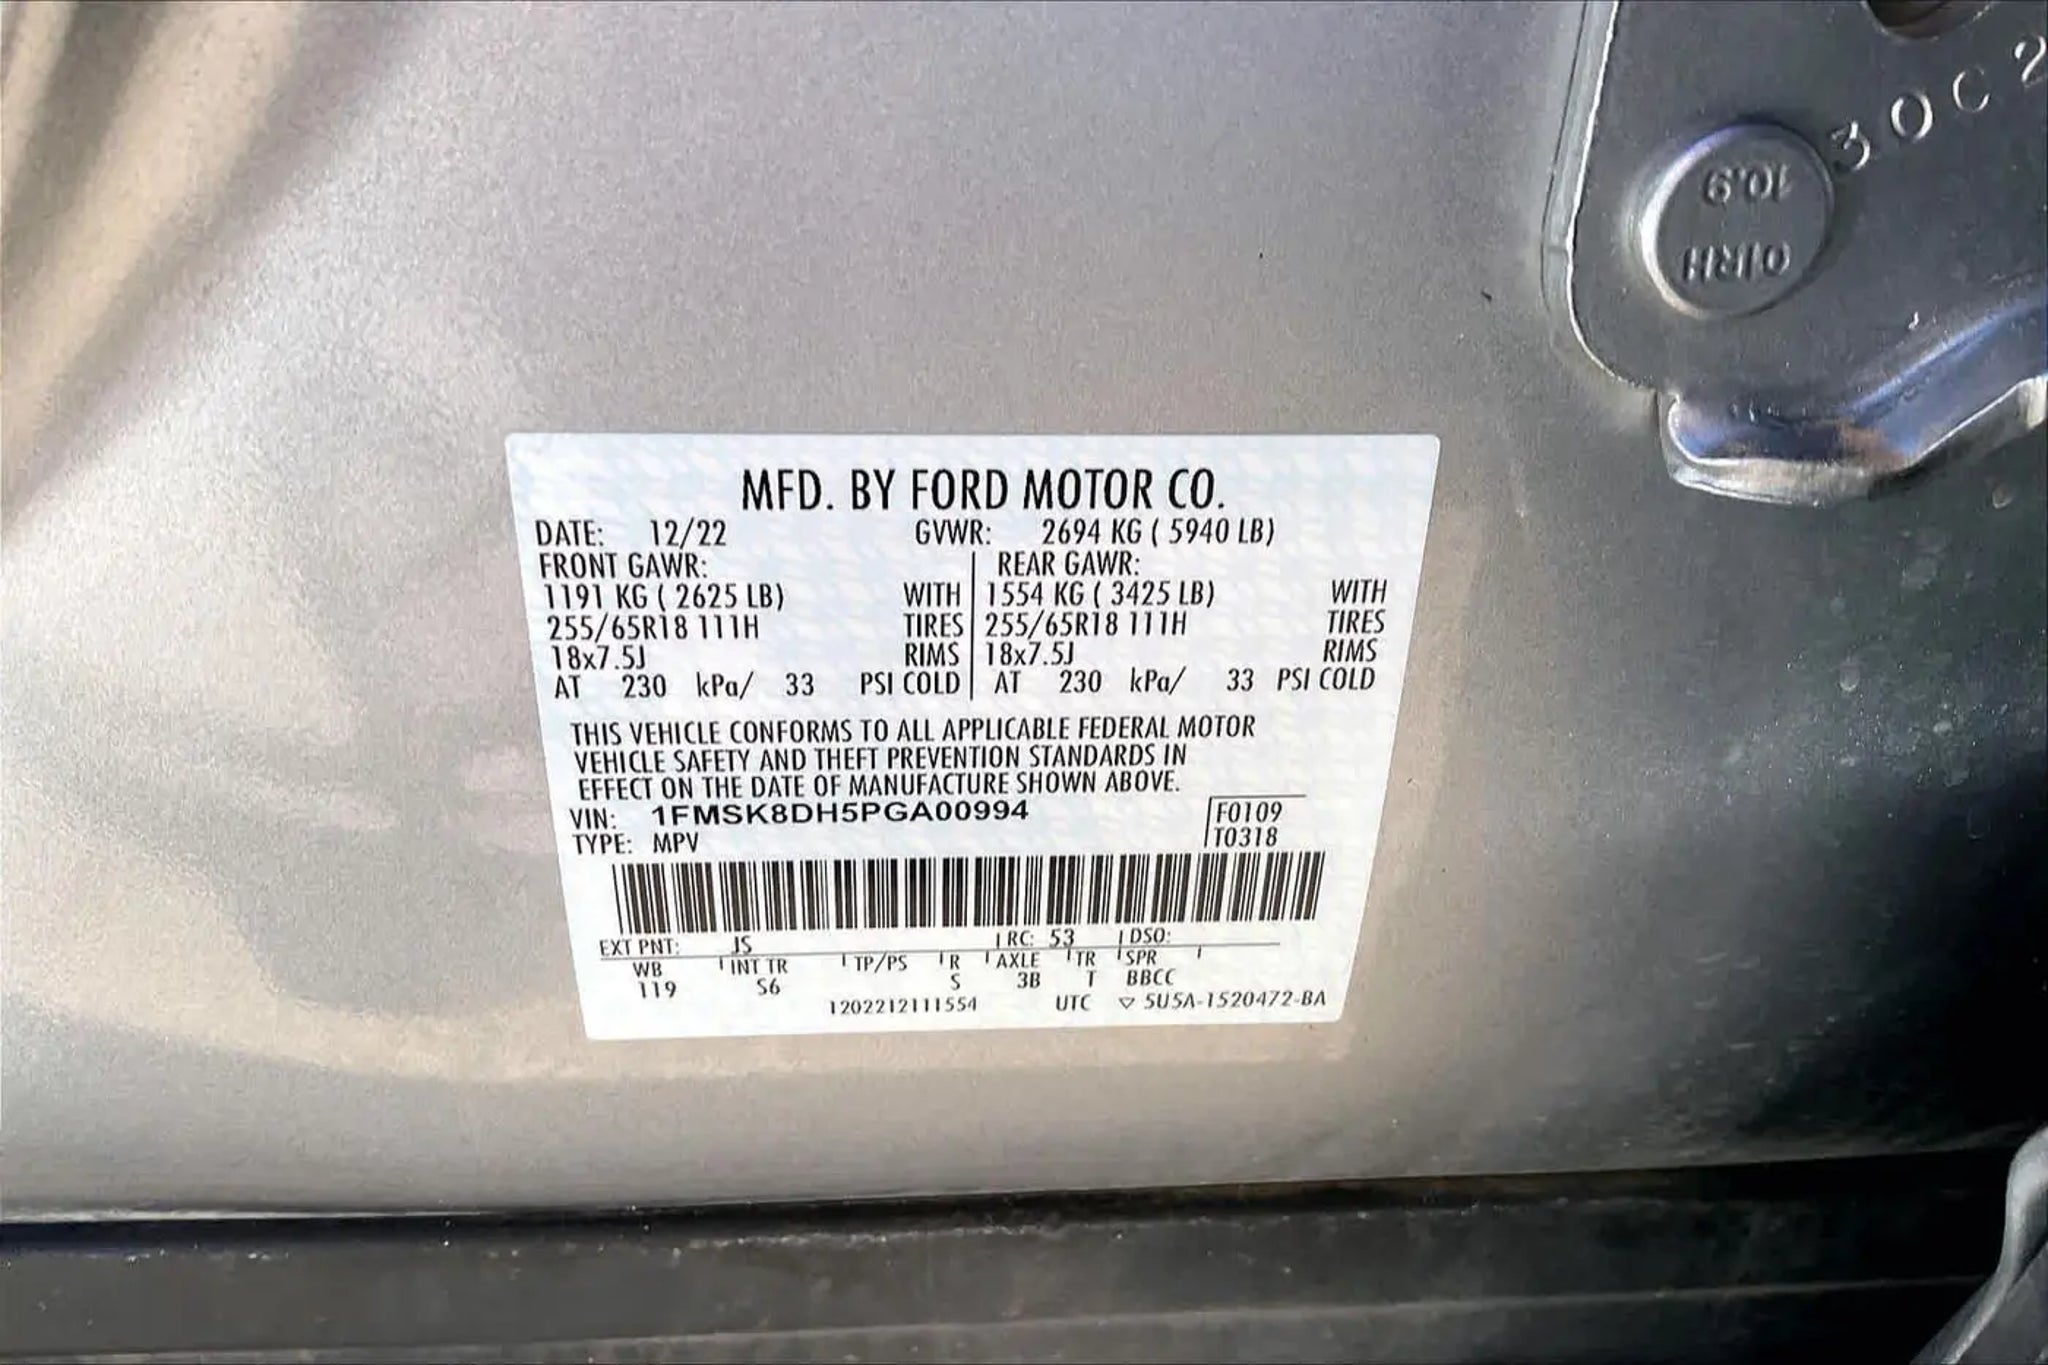 30C2
10.9
OIRH
MFD. BY FORD MOTOR CO.
DATE: 12/22 GVWR: 2694 KG ( 5940 LB)
FRONT GAWR: REAR GAWR:
1191 KG ( 2625 LB) WITH 1554 KG ( 3425 LB) WITH
255/65R18 111H TIRES 255/65R18 111H TIRES
18x7.5J RIMS 18x7.5J RIMS
AT 230 kPa/ 33 PSI COLD AT 230 kPa/ 33 PSI COLD
THIS VEHICLE CONFORMS TO ALL APPLICABLE FEDERAL MOTOR
VEHICLE SAFETY AND THEFT PREVENTION STANDARDS IN
EFFECT ON THE DATE OF MANUFACTURE SHOWN ABOVE.
VIN: 1FMSK8DH5PGA00994 F0109
TYPE: MPV T0318
EXT PNT: JS RC: 53 DSO:
WB INT TR TP/PS R AXLE TR SPR
119 S6 S 3B T BBCC
1202212111554 UTC ▽ 5U5A-1520472-BA